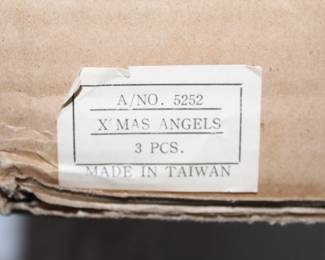 A/NO. 5252
X'MAS ANGELS
3 PCS.
MADE IN TAIWAN